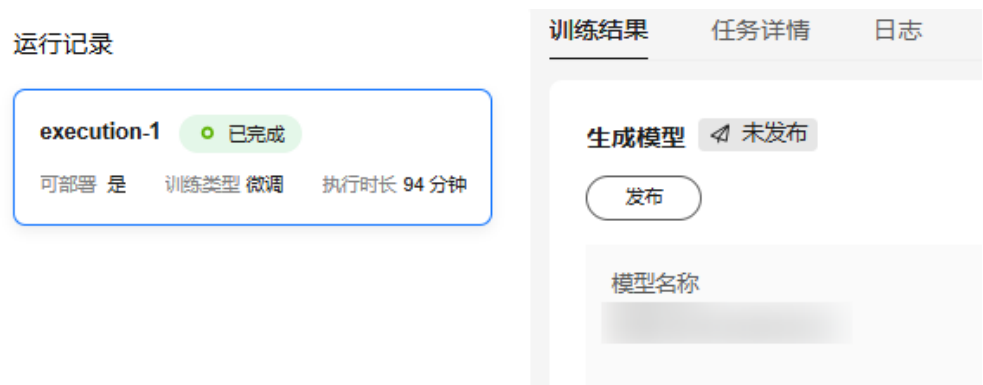 运行记录
execution-1 已完成
可部署 是 训练类型 微调 执行时长 94 分钟
训练结果 任务详情 日志
生成模型 未发布
发布
模型名称